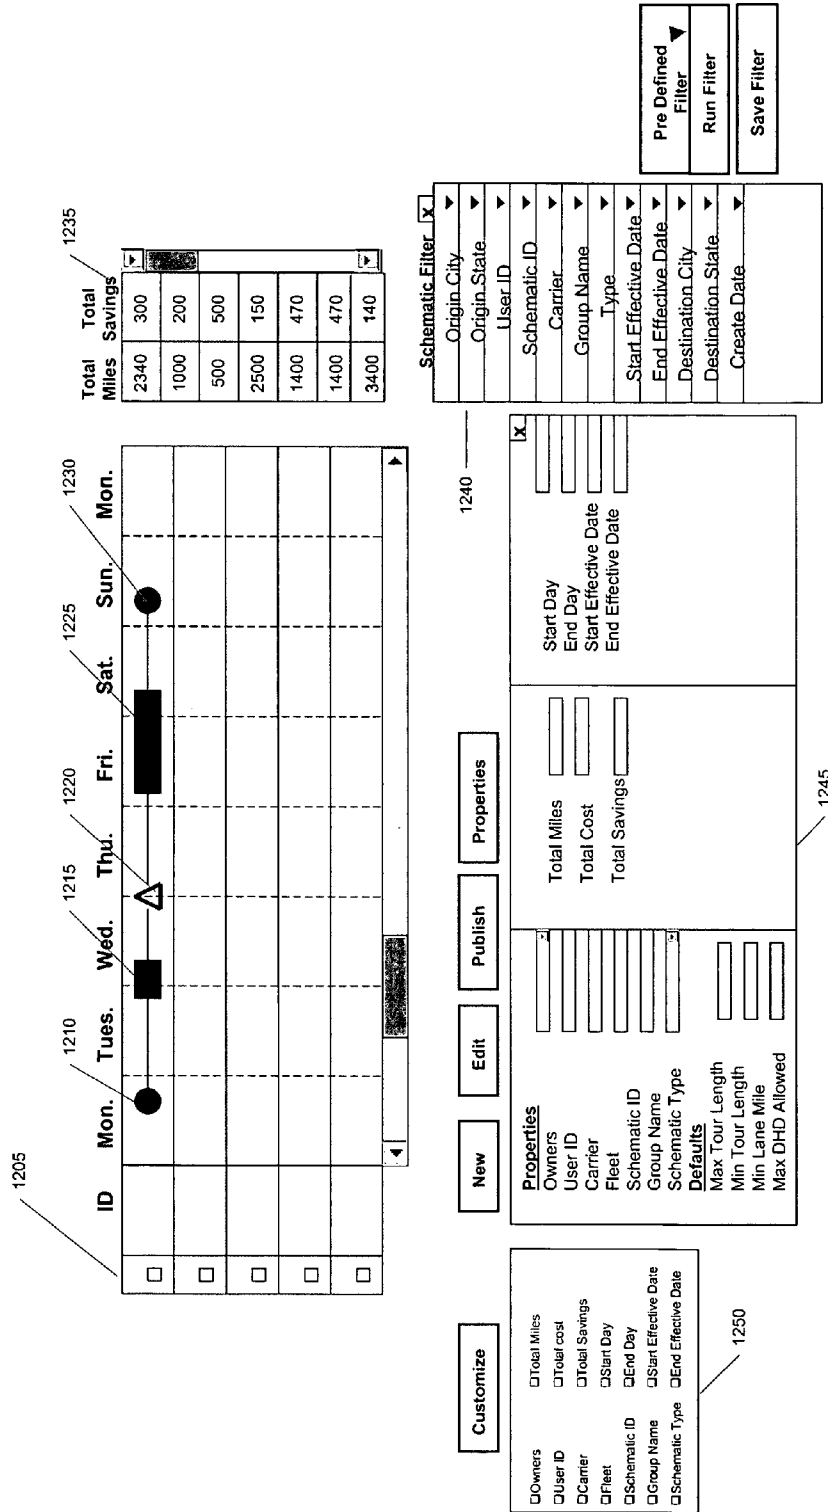 1205
1210
1215
1220
1225
1230
1235
ID
Mon.
Tues.
Wed.
Thu.
Fri.
Sat.
Sun.
Mon.
Total Miles
Total Savings
2340 300
1000 200
500 500
2500 150
1400 470
1400 470
3400 140
Customize
New
Edit
Publish
Properties
1240
Schematic Filter X
Origin City
Origin State
User ID
Schematic ID
Carrier
Group Name
Type
Start Effective Date
End Effective Date
Destination City
Destination State
Create Date
Pre Defined
Filter
Run Filter
Save Filter
Owners
User ID
Carrier
Fleet
Schematic ID
Group Name
Schematic Type
Total Miles
Total cost
Total Savings
Start Day
End Day
Start Effective Date
End Effective Date
1250
Properties
Owners
User ID
Carrier
Fleet
Schematic ID
Group Name
Schematic Type
Defaults
Max Tour Length
Min Tour Length
Min Lane Mile
Max DHD Allowed
Total Miles
Total Cost
Total Savings
X
Start Day
End Day
Start Effective Date
End Effective Date
1245